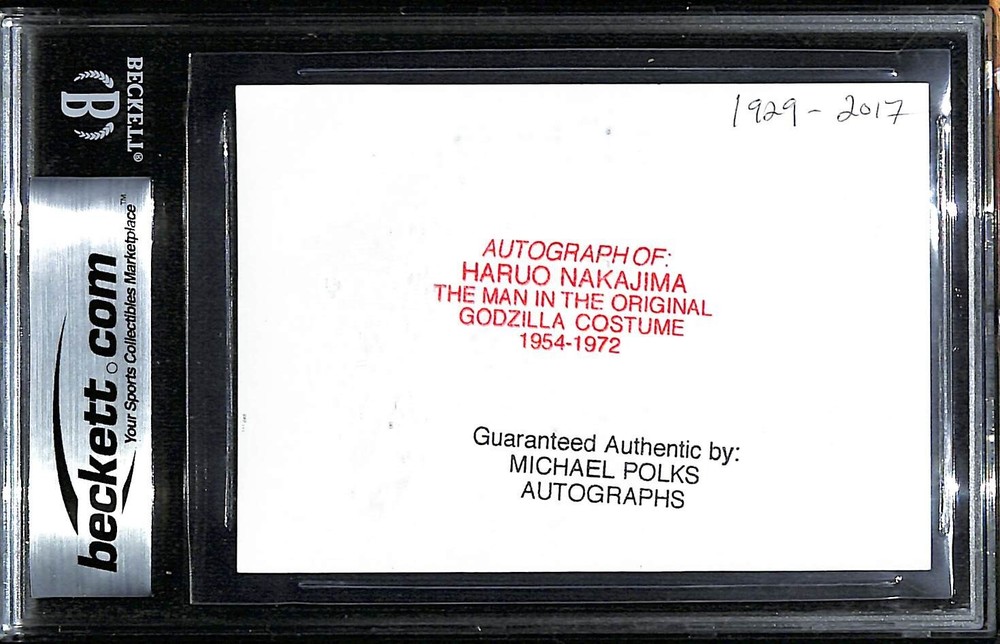 BECKETT®
B
beckett.com
Your Sports Collectibles Marketplace™
1929 - 2017
AUTOGRAPH OF:
HARUO NAKAJIMA
THE MAN IN THE ORIGINAL
GODZILLA COSTUME
1954-1972
Guaranteed Authentic by:
MICHAEL POLKS
AUTOGRAPHS